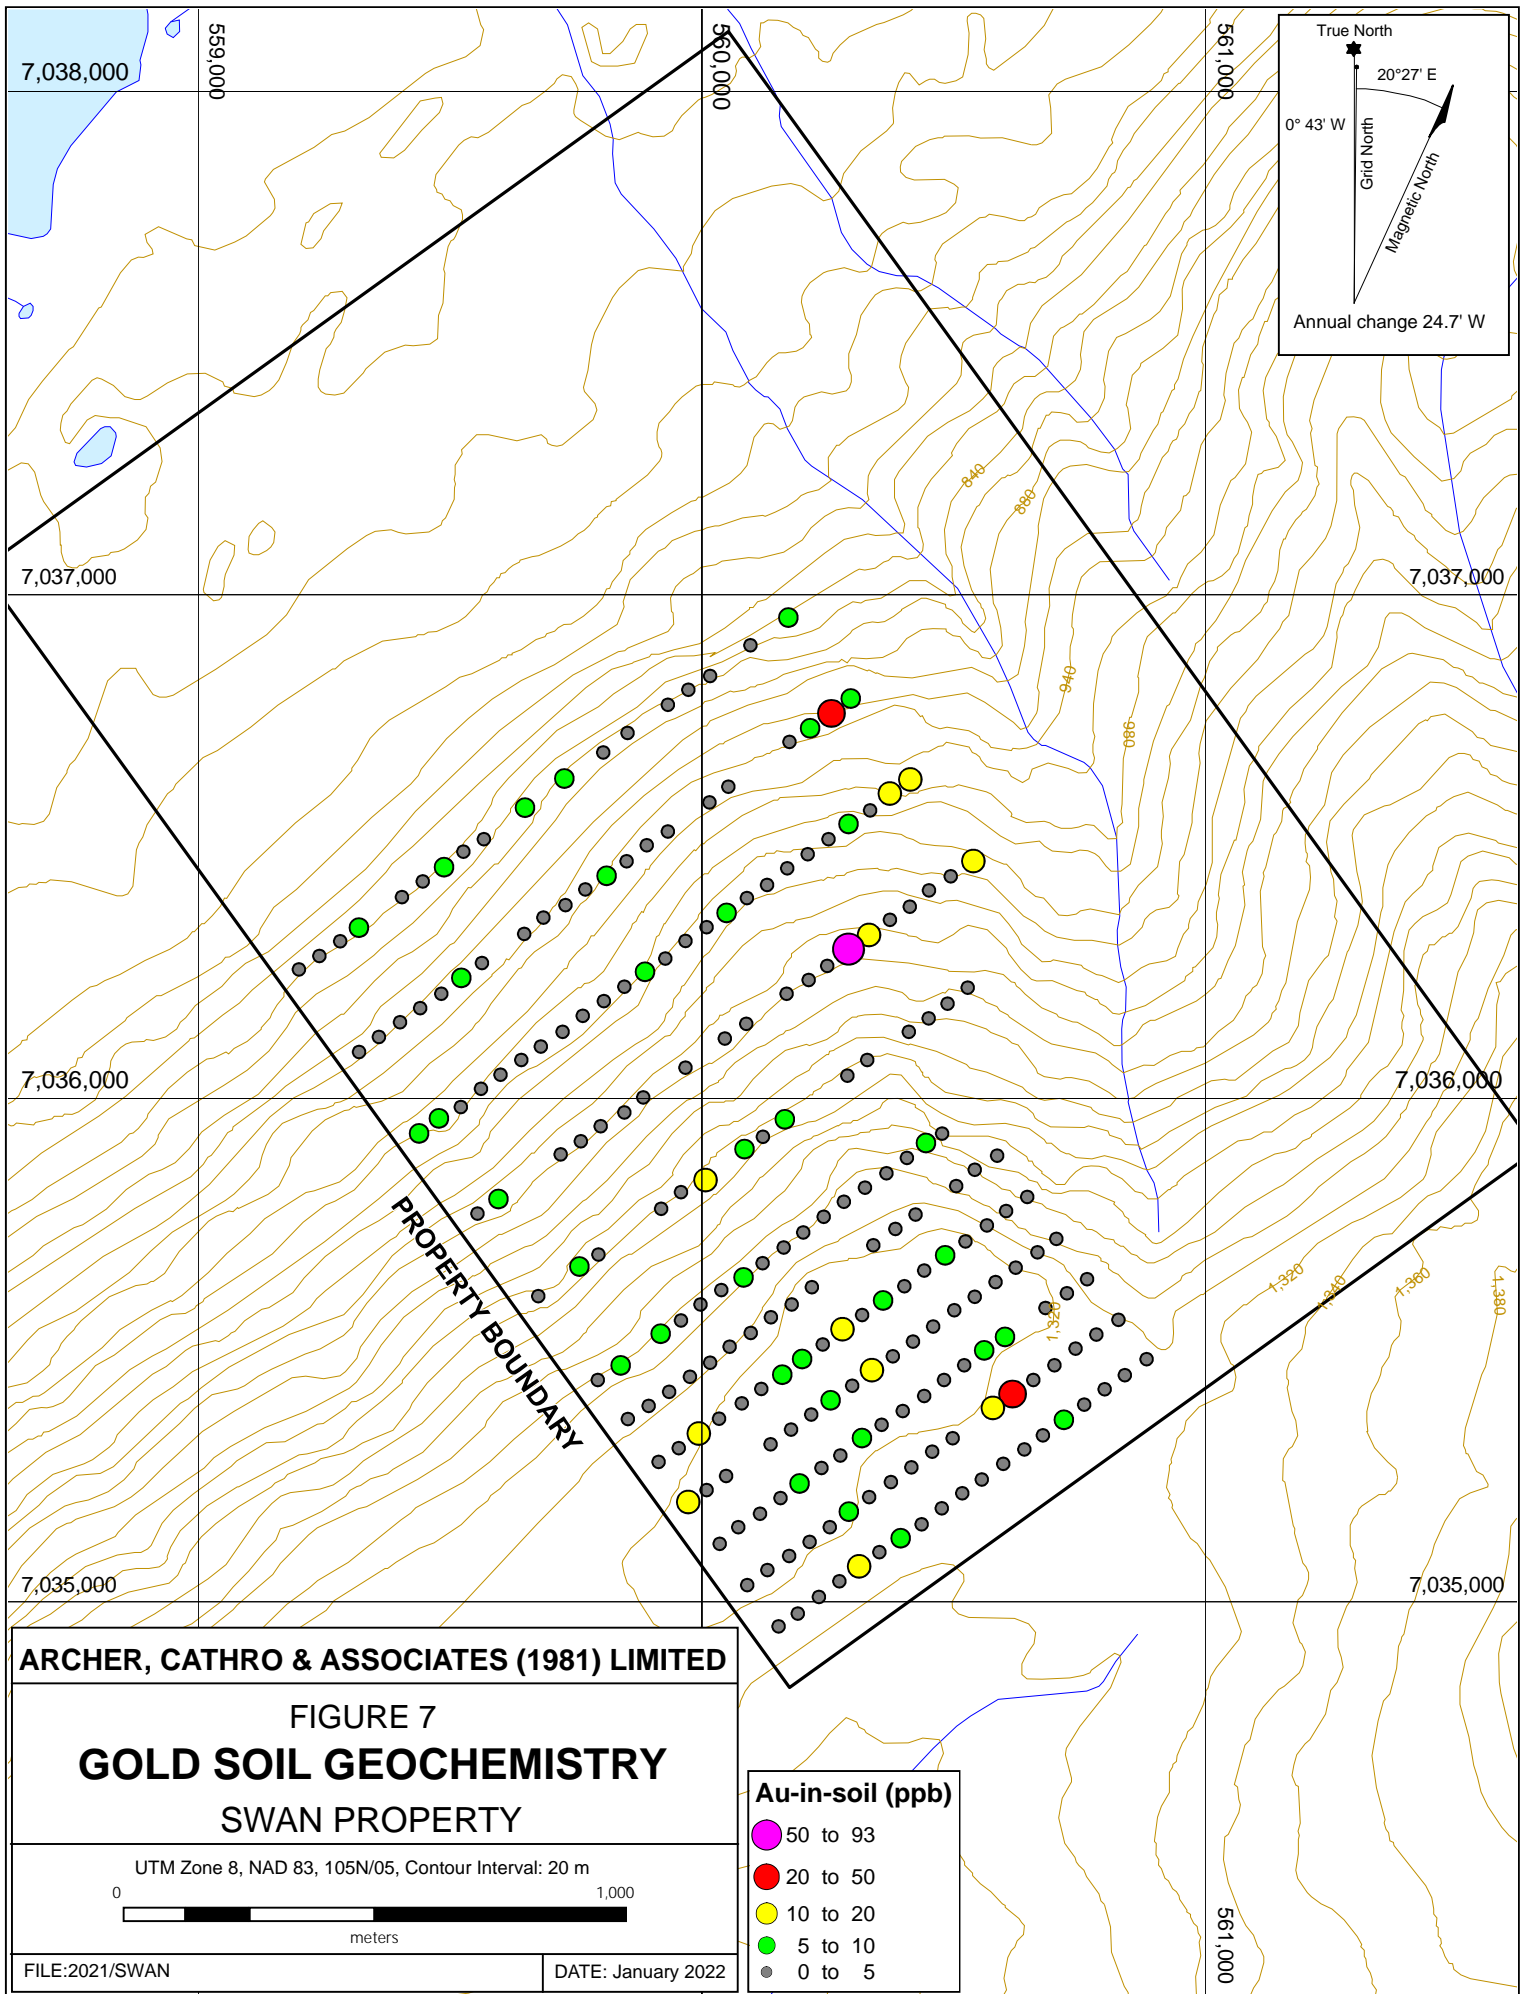 559,000
560,000
561,000
7,038,000
True North
20°27' E
0° 43' W
Grid North
Magnetic North
Annual change 24.7' W
840
880
7,037,000
7,037,000
940
980
7,036,000
7,036,000
PROPERTY BOUNDARY
1,320
1,340
1,360
1,380
1,320
7,035,000
7,035,000
ARCHER, CATHRO & ASSOCIATES (1981) LIMITED
FIGURE 7
GOLD SOIL GEOCHEMISTRY
SWAN PROPERTY
UTM Zone 8, NAD 83, 105N/05, Contour Interval: 20 m
0 1,000
meters
FILE:2021/SWAN
DATE: January 2022
Au-in-soil (ppb)
50 to 93
20 to 50
10 to 20
5 to 10
0 to 5
561,000